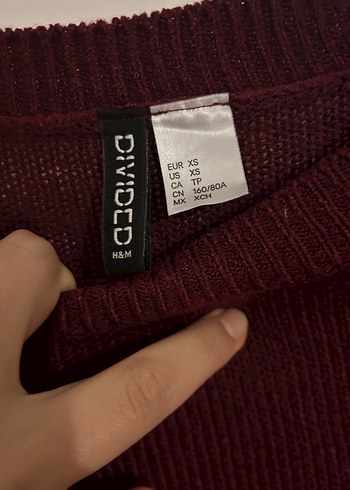 DIVIDED
H&M
EUR XS
US XS
CA TP
CN 160/80A
MX XCH